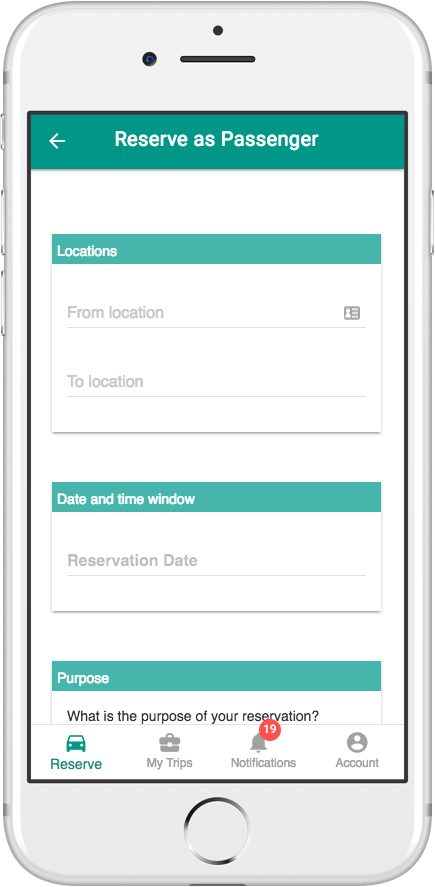 Reserve as Passenger
Locations
From location
To location
Date and time window
Reservation Date
Purpose
What is the purpose of your reservation?
19
Reserve
My Trips
Notifications
Account